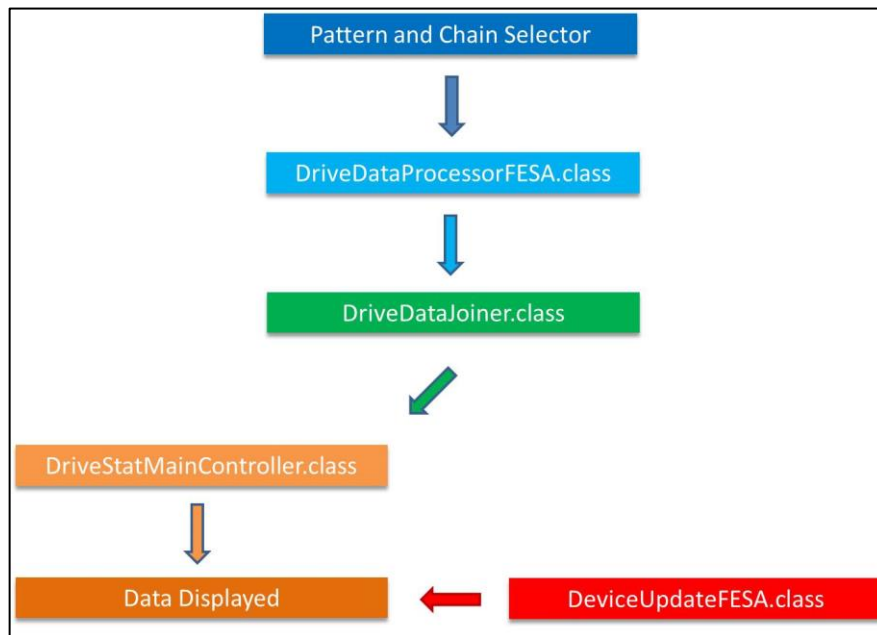 Pattern and Chain Selector
DriveDataProcessorFESA.class
DriveDataJoiner.class
DriveStatMainController.class
Data Displayed
DeviceUpdateFESA.class